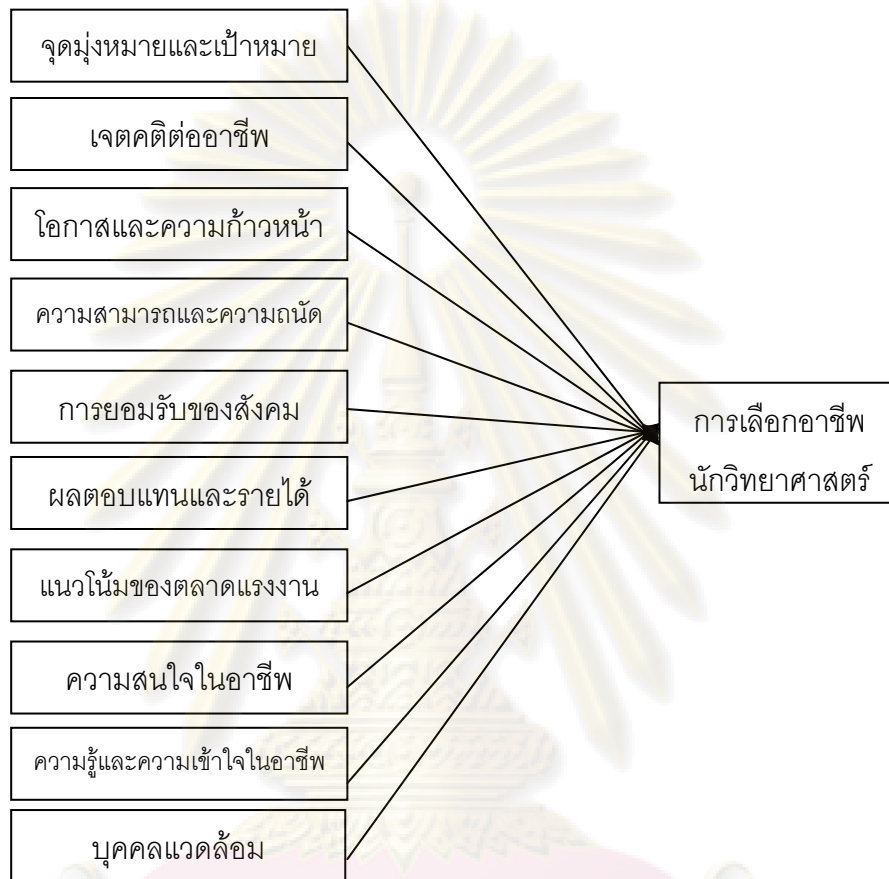 จุดมุ่งหมายและเป้าหมาย
เจตคติต่ออาชีพ
โอกาสและความก้าวหน้า
ความสามารถและความถนัด
การยอมรับของสังคม
ผลตอบแทนและรายได้
แนวโน้มของตลาดแรงงาน
ความสนใจในอาชีพ
ความรู้และความเข้าใจในอาชีพ
บุคคลแวดล้อม
การเลือกอาชีพ
นักวิทยาศาสตร์